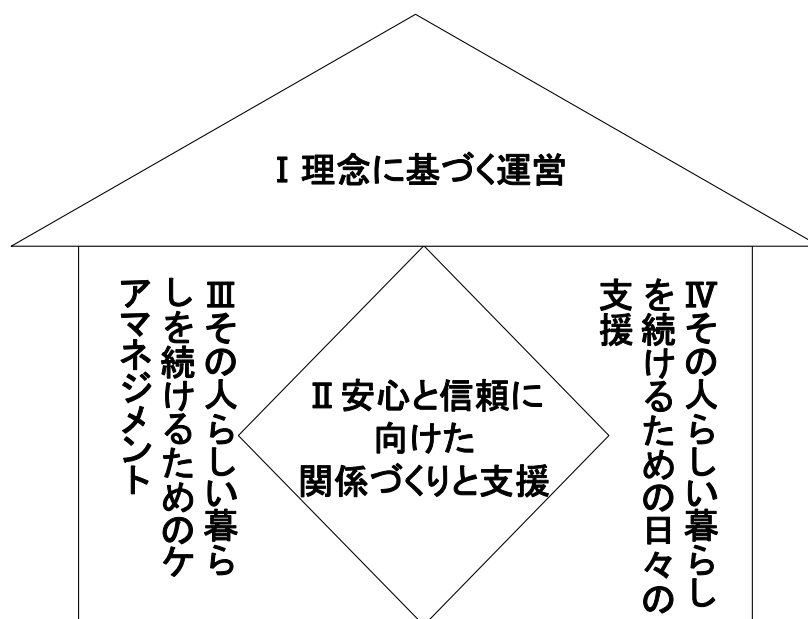 Ⅰ 理念に基づく運営
Ⅱ 安心と信頼に
向けた
関係づくりと支援
Ⅲその人らしい暮ら
しを続けるためのケ
アマネジメント
Ⅳその人らしい暮らし
を続けるための日々の
支援